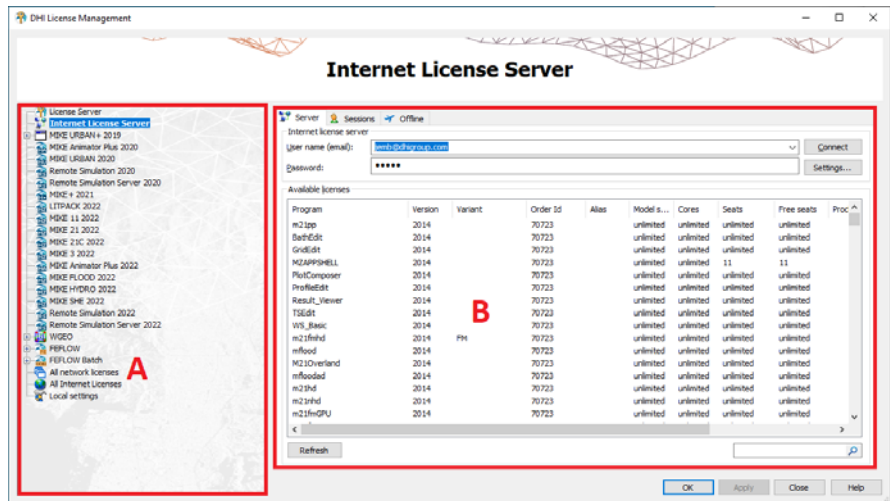 DHI License Management
Internet License Server
License Server
Internet License Server
MIKE URBAN+ 2019
MIKE Animator Plus 2020
MIKE URBAN 2020
Remote Simulation 2020
Remote Simulation Server 2020
MIKE+ 2021
LITPACK 2022
MIKE 11 2022
MIKE 21 2022
MIKE 21C 2022
MIKE 3 2022
MIKE Animator Plus 2022
MIKE FLOOD 2022
MIKE HYDRO 2022
MIKE SHE 2022
Remote Simulation 2022
Remote Simulation Server 2022
WGEO
FEFLOW
FEFLOW Batch
All network licenses
All Internet Licenses
Local settings
A
Server Sessions Offline
Internet license server
User name (email): lemb@dhigroup.com Connect
Password: ••••• Settings...
Available licenses
Program Version Variant Order Id Alias Model s... Cores Seats Free seats Proc
m21pp 2014 70723 unlimited unlimited unlimited unlimited
BathEdit 2014 70723 unlimited unlimited unlimited unlimited
GridEdit 2014 70723 unlimited unlimited unlimited unlimited
MZAPPSHELL 2014 70723 unlimited unlimited 11 11
PlotComposer 2014 70723 unlimited unlimited unlimited unlimited
ProfileEdit 2014 70723 unlimited unlimited unlimited unlimited
Result_Viewer 2014 70723 unlimited unlimited unlimited unlimited
TSEdit 2014 70723 unlimited unlimited unlimited unlimited
WS_Basic 2014 70723 unlimited unlimited unlimited unlimited
m21fmhd 2014 FM 70723 unlimited unlimited unlimited unlimited
mflood 2014 70723 unlimited unlimited unlimited unlimited
M21Overland 2014 70723 unlimited unlimited unlimited unlimited
mfloodad 2014 70723 unlimited unlimited unlimited unlimited
m21hd 2014 70723 unlimited unlimited unlimited unlimited
m21nhd 2014 70723 unlimited unlimited unlimited unlimited
m21fmGPU 2014 70723 unlimited unlimited unlimited unlimited
B
Refresh
OK Apply Close Help